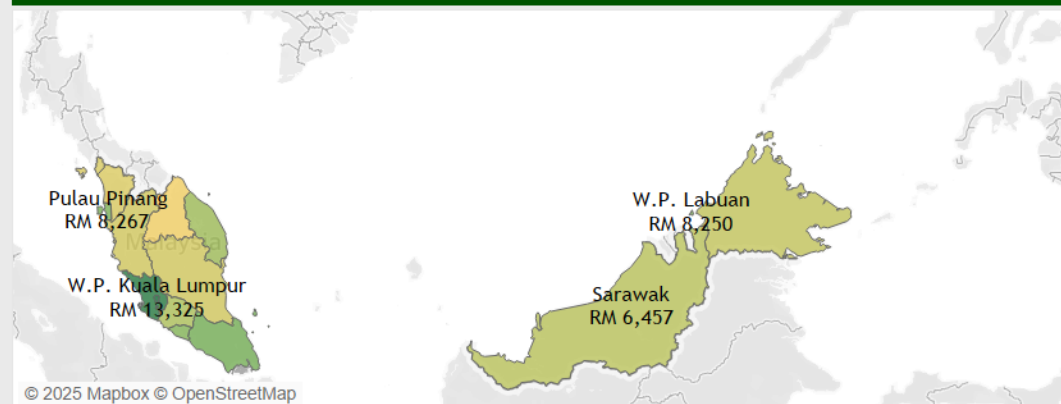 Pulau Pinang
RM 8,267
Malaysia
W.P. Kuala Lumpur
RM 13,325
W.P. Labuan
RM 8,250
Sarawak
RM 6,457
© 2025 Mapbox © OpenStreetMap